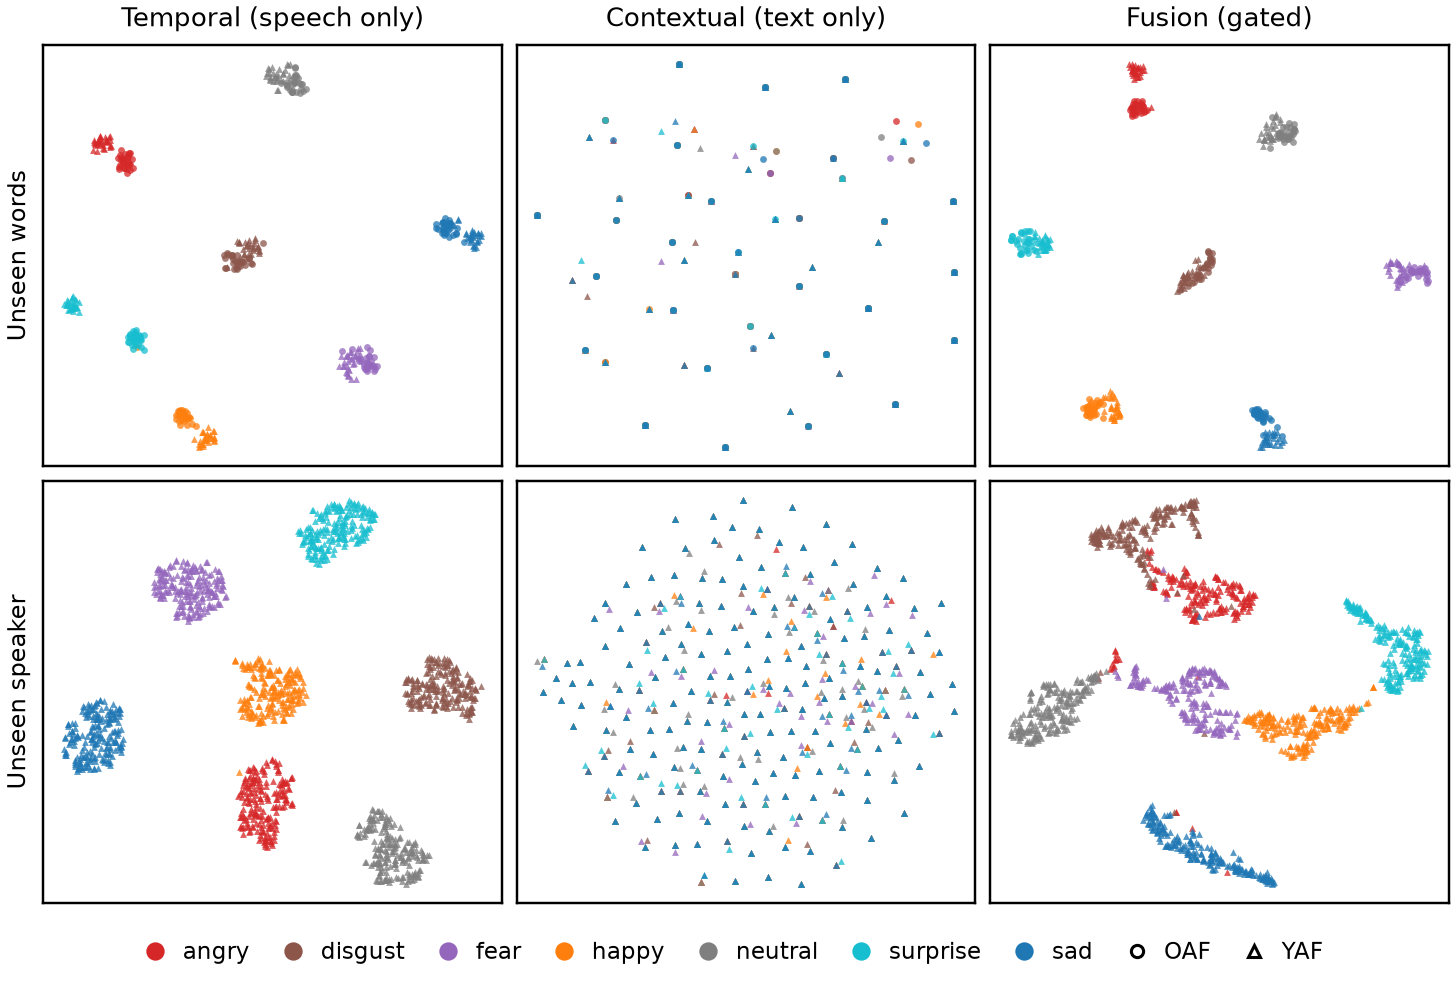 Temporal (speech only) Contextual (text only) Fusion (gated)
Unseen words
Unseen speaker
angry disgust fear happy neutral surprise sad OAF YAF